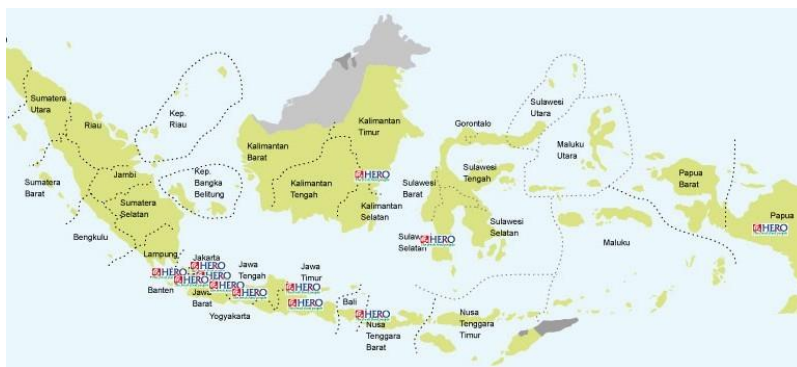 Sumatera
Utara
Riau
Kep.
Riau
Sumatera
Barat
Jambi
Sumatera
Selatan
Kep.
Bangka
Belitung
Bengkulu
Lampung
Kalimantan
Barat
Kalimantan
Tengah
Kalimantan
Timur
HERO
Kalimantan
Selatan
Gorontalo
Sulawesi
Utara
Sulawesi
Barat
Sulawesi
Tengah
Sulawesi
Selatan
HERO
Sulawesi
Selatan
Maluku
Utara
Maluku
Papua
Barat
Papua
HERO
Jakarta
HERO
HERO
HERO
HERO
HERO
Banten
Jawa
Barat
Jawa
Tengah
HERO
Yogyakarta
Jawa
Timur
HERO
HERO
Bali
HERO
Nusa
Tenggara
Barat
Nusa
Tenggara
Timur